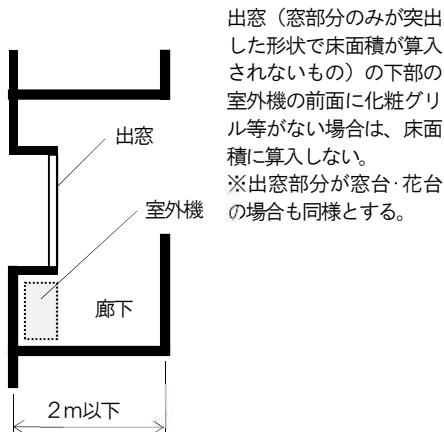 出窓（窓部分のみが突出
した形状で床面積が算入
されないもの）の下部の
室外機の前面に化粧グリ
ル等がない場合は、床面
積に算入しない。
※出窓部分が窓台･花台
の場合も同様とする。
出窓
室外機
廊下
２ｍ以下